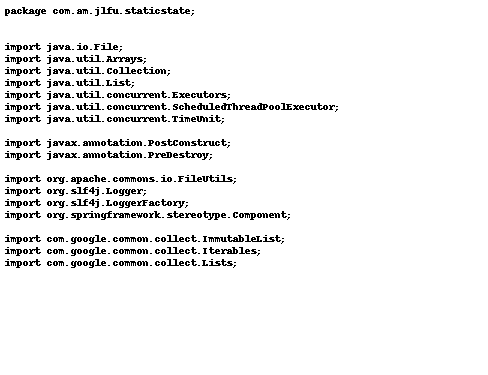 package com.am.jlfu.staticstate;
import java.io.File;
import java.util.Arrays;
import java.util.Collection;
import java.util.List;
import java.util.concurrent.Executors;
import java.util.concurrent.ScheduledThreadPoolExecutor;
import java.util.concurrent.TimeUnit;
import javax.annotation.PostConstruct;
import javax.annotation.PreDestroy;
import org.apache.commons.io.FileUtils;
import org.slf4j.Logger;
import org.slf4j.LoggerFactory;
import org.springframework.stereotype.Component;
import com.google.common.collect.ImmutableList;
import com.google.common.collect.Iterables;
import com.google.common.collect.Lists;